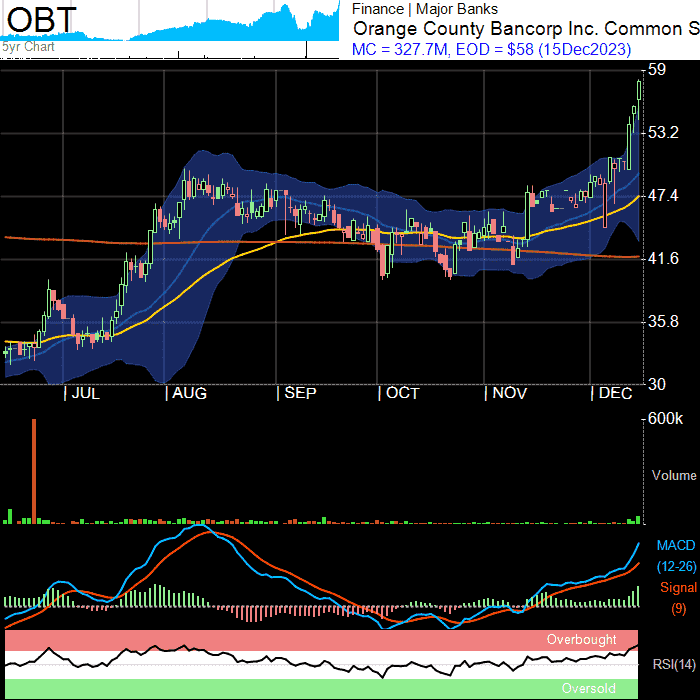 OBT
5yr Chart
Finance | Major Banks
Orange County Bancorp Inc. Common S
MC = 327.7M, EOD = $58 (15Dec2023)
59
53.2
47.4
41.6
35.8
30
JUL AUG SEP OCT NOV DEC
600k
Volume
MACD
(12-26)
Signal
(9)
Overbought
RSI(14)
Oversold